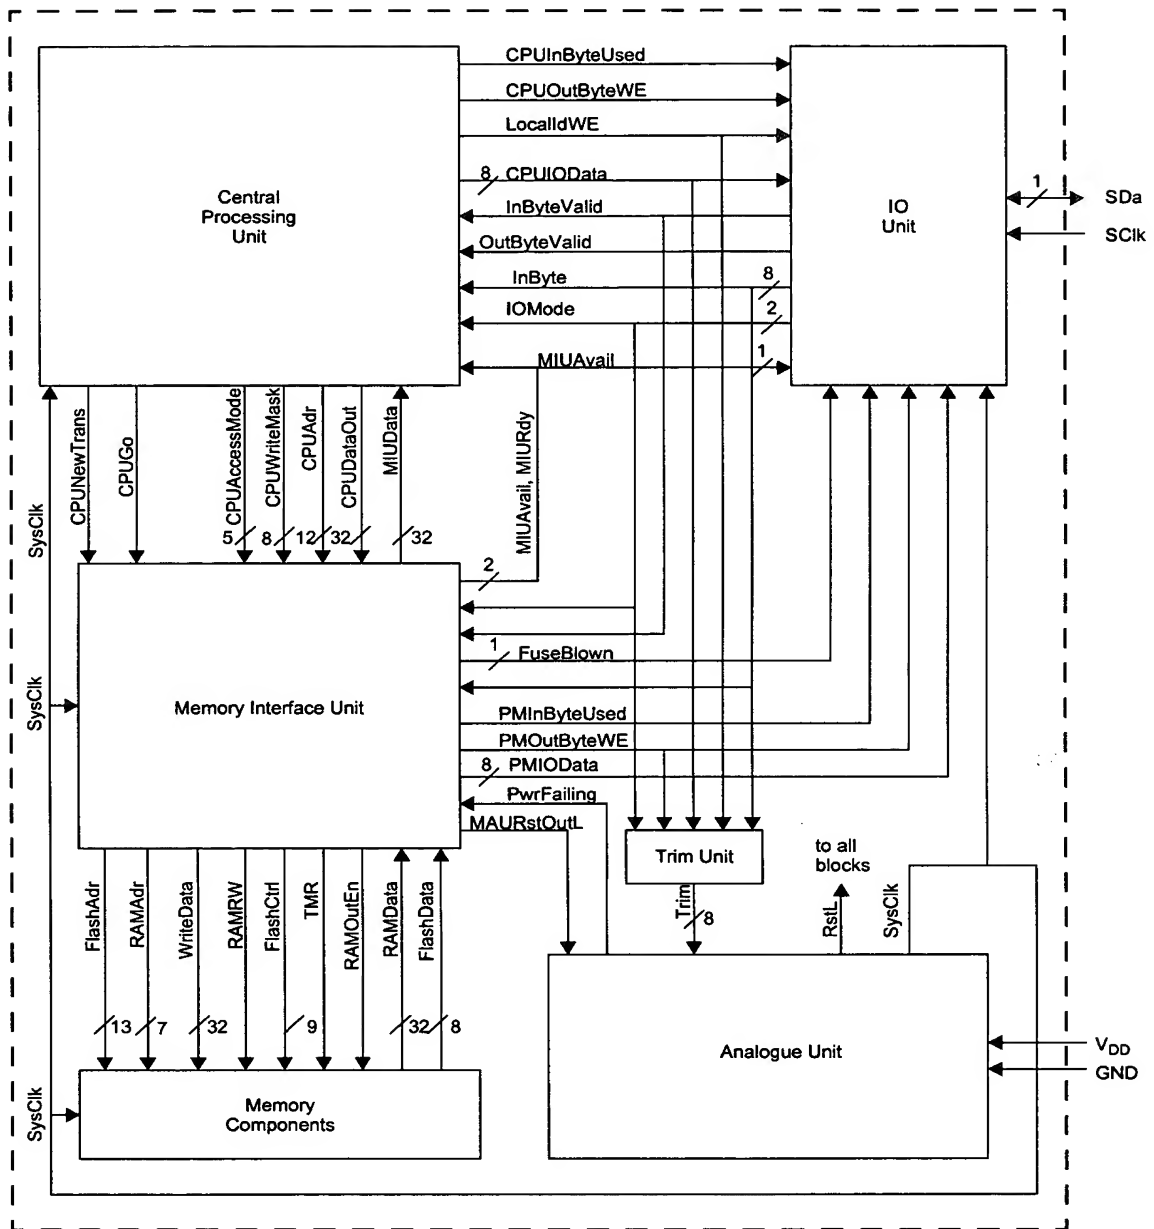 CPUInByteUsed
CPUOutByteWE
LocalIdWE
8
CPUIOData
InByteValid
OutByteValid
InByte
8
IOMode
2
MIUAvail
1
Central
Processing
Unit
IO
Unit
1
SDa
SClk
CPUNewTrans
CPUGo
CPUAccessMode
CPUWriteMask
CPUAdr
CPUDataOut
MIUData
MIUAvail, MIURdy
SysClk
5
8
12
32
32
2
1
FuseBlown
SysClk
Memory Interface Unit
PMInByteUsed
PMOutByteWE
8
PMIOData
PwrFailing
MAURstOutL
Trim Unit
to all
blocks
FlashAdr
RAMAdr
WriteData
RAMRW
FlashCtrl
TMR
RAMOutEn
RAMData
FlashData
Trim
8
RstL
SysClk
13
7
32
9
32
8
Analogue Unit
VDD
GND
SysClk
Memory
Components